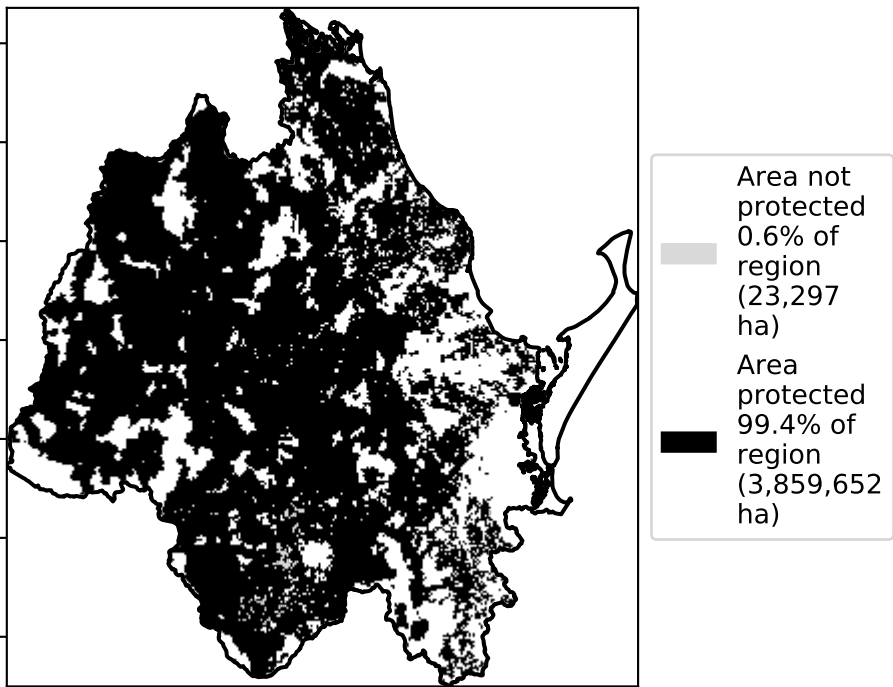 Area not
protected
0.6% of
region
(23,297
ha)
Area
protected
99.4% of
region
(3,859,652
ha)